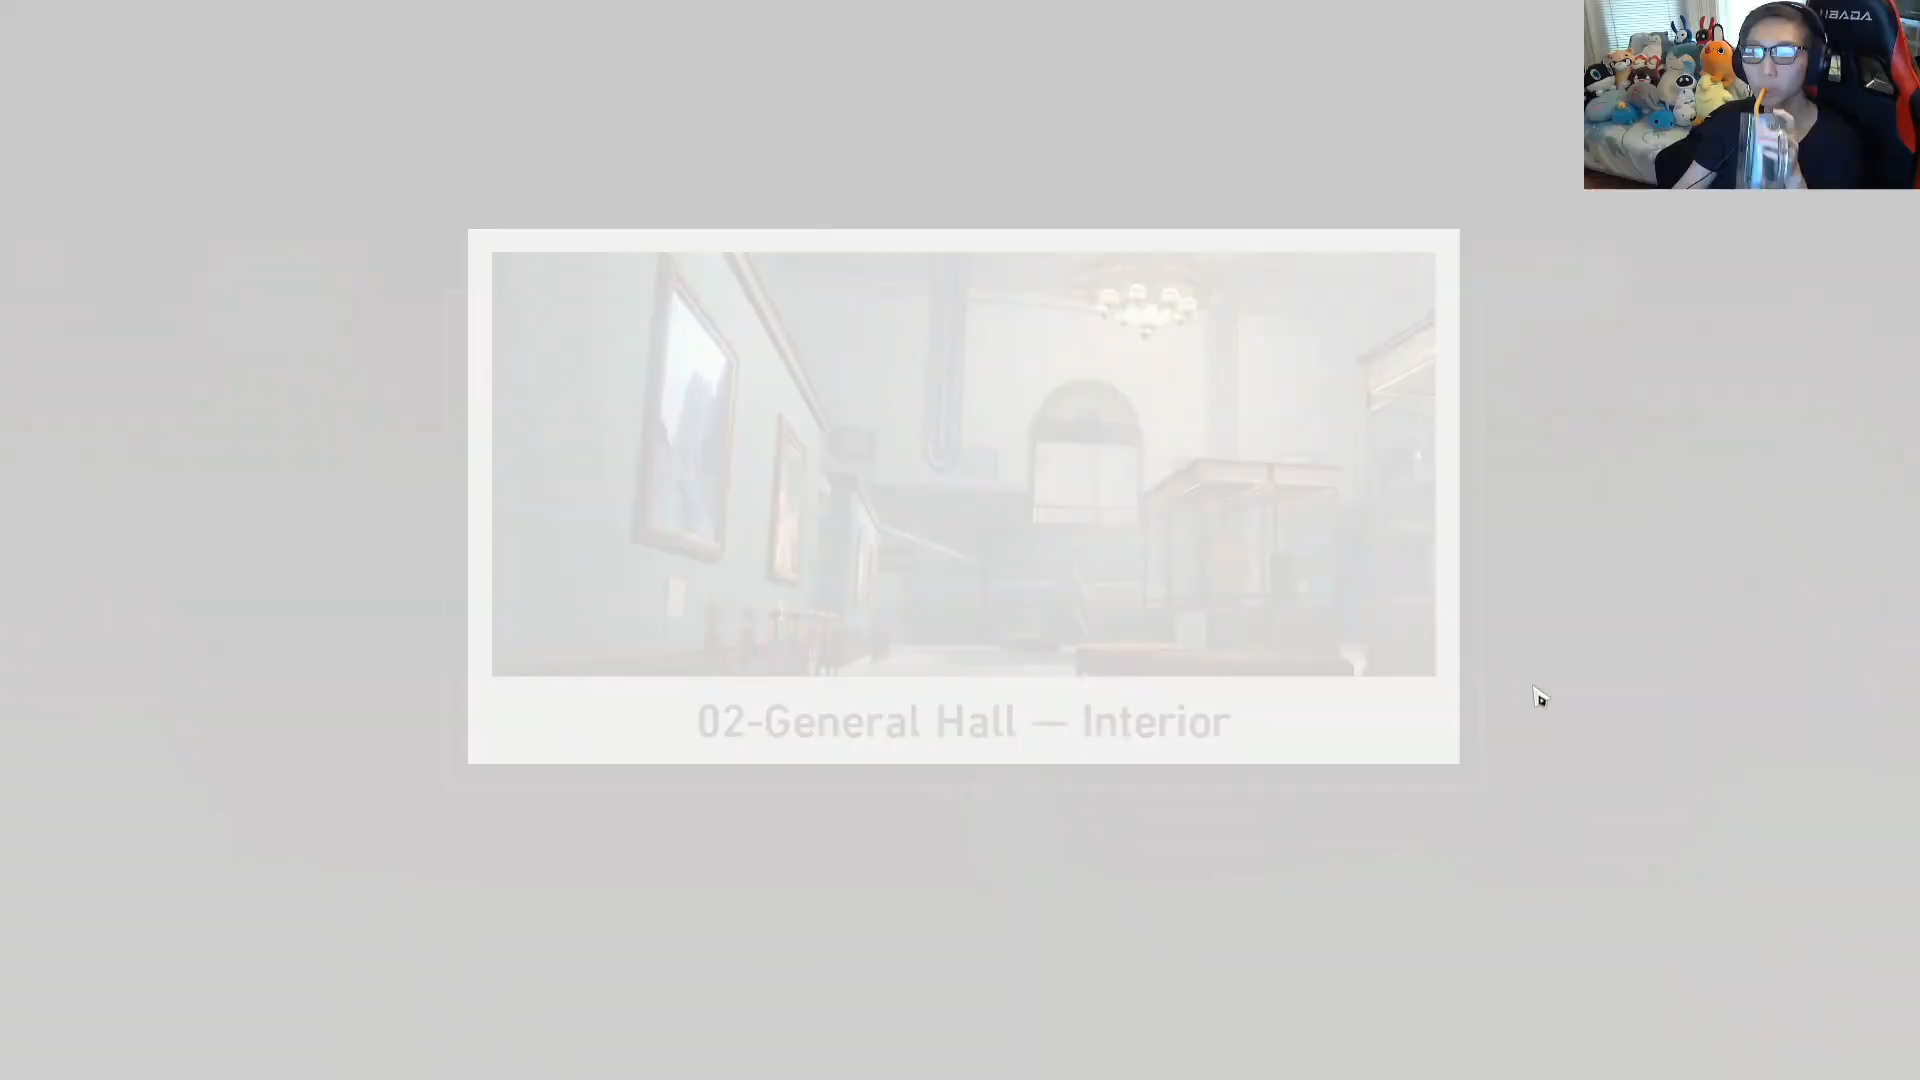 02-General Hall — Interior